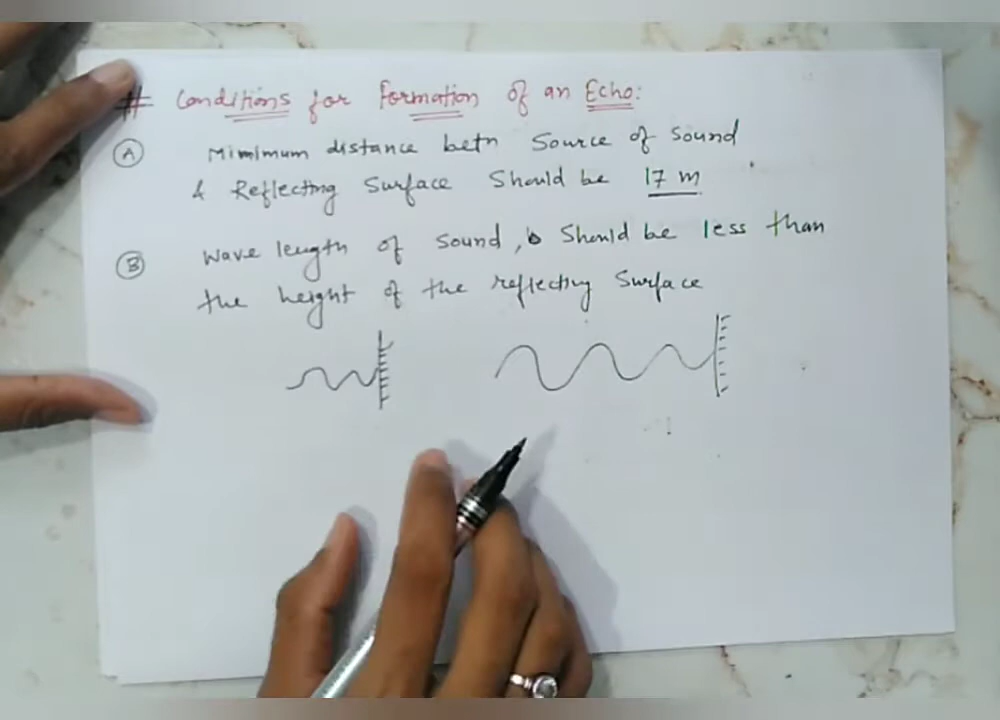 # Conditions for Formation of an Echo:
(A) Minimum distance betn Source of sound
& Reflecting Surface Should be 17 m
(B) Wave length of sound, Should be less than
the height of the reflecting Surface